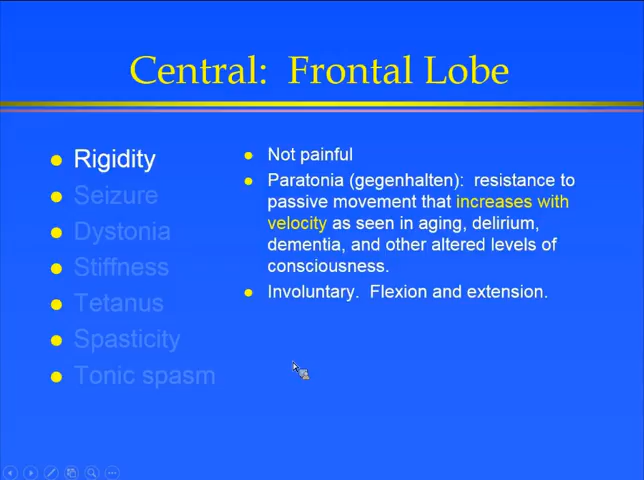 Central:  Frontal Lobe
Rigidity
Seizure
Dystonia
Stiffness
Tetanus
Spasticity
Tonic spasm
Not painful
Paratonia (gegenhalten):  resistance to
passive movement that increases with
velocity as seen in aging, delirium,
dementia, and other altered levels of
consciousness.
Involuntary.  Flexion and extension.